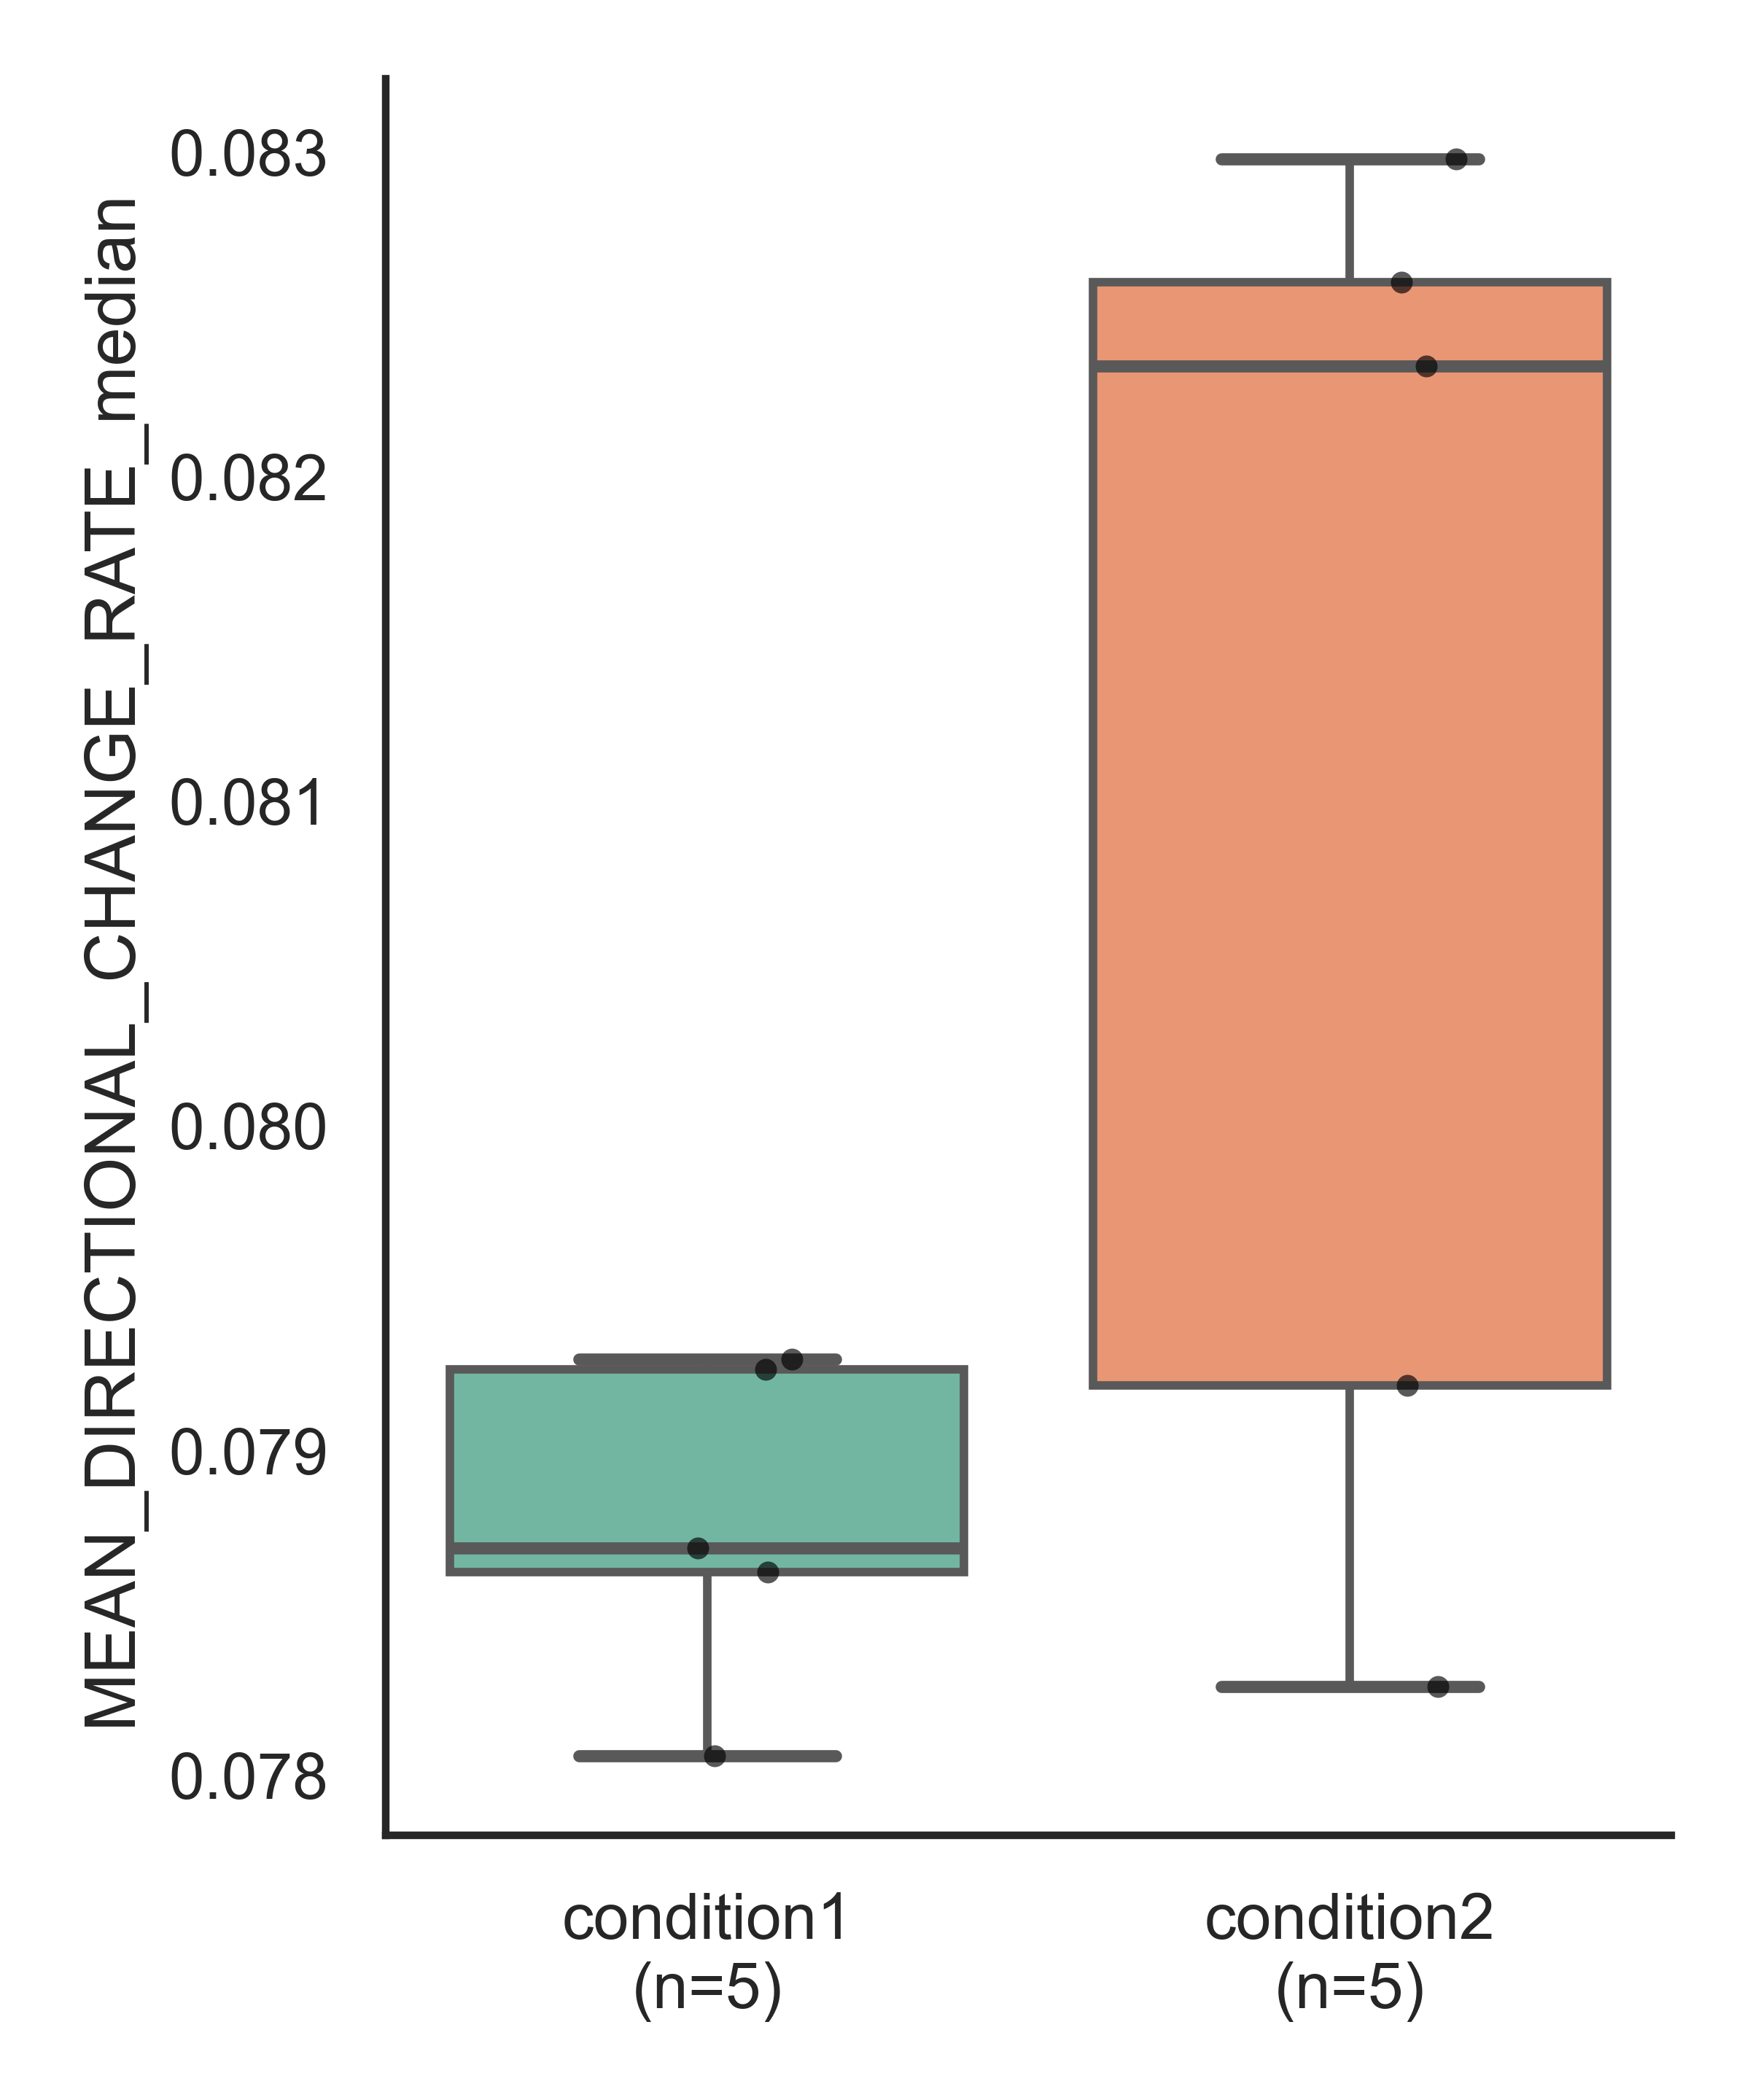 MEAN_DIRECTIONAL_CHANGE_RATE_median
0.083
0.082
0.081
0.080
0.079
0.078
condition1
(n=5)
condition2
(n=5)